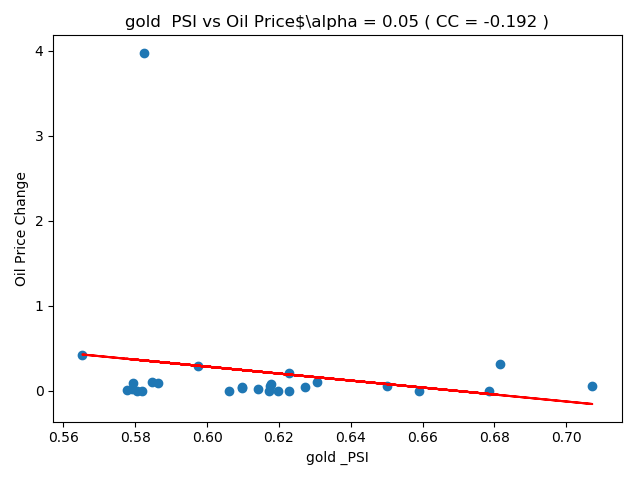 gold  PSI vs Oil Price$\alpha = 0.05 ( CC = -0.192 )
4
3
2
1
0
Oil Price Change
0.56 0.58 0.60 0.62 0.64 0.66 0.68 0.70
gold _PSI